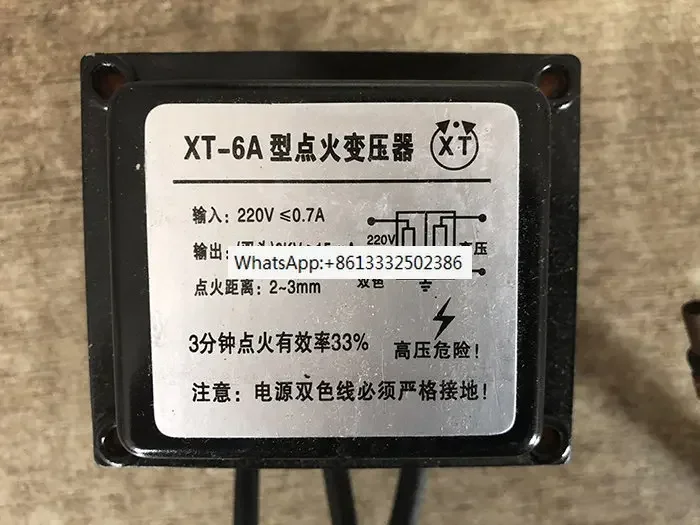 XT-6A型点火变压器 XT
输入：220V ≤0.7A
220V 高压
输出：
WhatsApp:+8613332502386
点火距离：2~3mm 双色
3分钟点火有效率33% 高压危险！
注意：电源双色线必须严格接地！